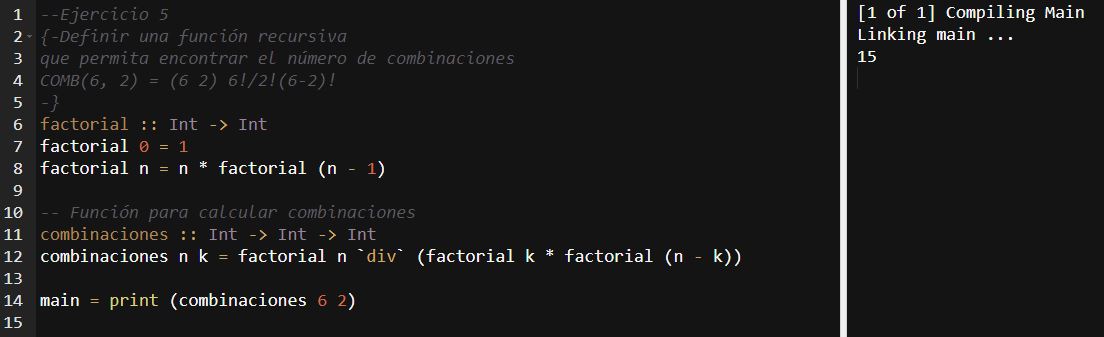 1 --Ejercicio 5
2 {-Definir una función recursiva
3 que permita encontrar el número de combinaciones
4 COMB(6, 2) = (6 2) 6!/2!(6-2)!
5 -}
6 factorial :: Int -> Int
7 factorial 0 = 1
8 factorial n = n * factorial (n - 1)
9
10 -- Función para calcular combinaciones
11 combinaciones :: Int -> Int -> Int
12 combinaciones n k = factorial n `div` (factorial k * factorial (n - k))
13
14 main = print (combinaciones 6 2)
15
[1 of 1] Compiling Main
Linking main ...
15